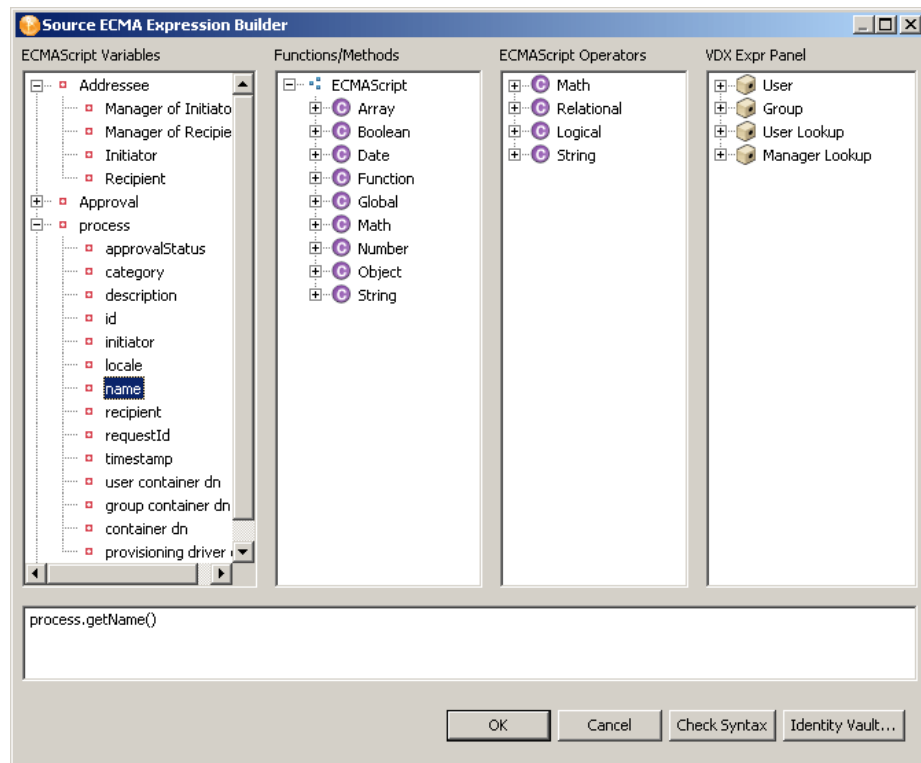 Source ECMA Expression Builder
ECMAScript Variables
Addressee
Manager of Initiato
Manager of Recipie
Initiator
Recipient
Approval
process
approvalStatus
category
description
id
initiator
locale
name
recipient
requestId
timestamp
user container dn
group container dn
container dn
provisioning driver
Functions/Methods
ECMAScript
Array
Boolean
Date
Function
Global
Math
Number
Object
String
ECMAScript Operators
Math
Relational
Logical
String
VDX Expr Panel
User
Group
User Lookup
Manager Lookup
process.getName()
OK
Cancel
Check Syntax
Identity Vault...